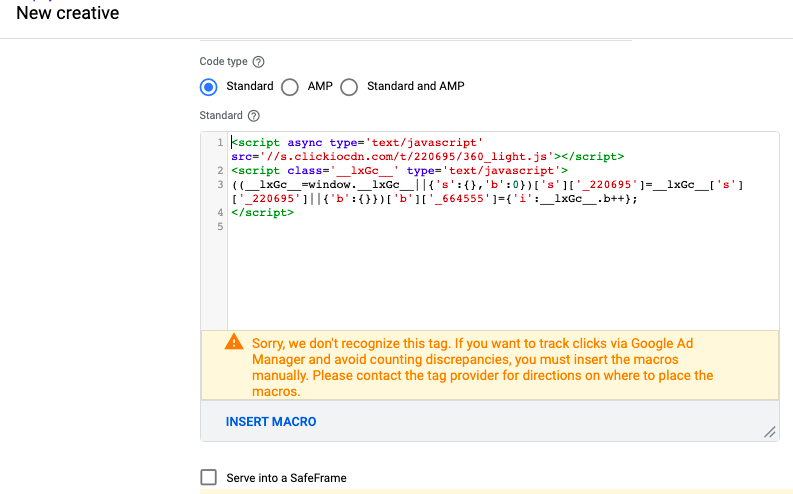 New creative
Code type
Standard AMP Standard and AMP
Standard
1 <script async type='text/javascript'
src='//s.clickiocdn.com/t/220695/360_light.js'></script>
2 <script class='__lxGc__' type='text/javascript'>
3 ((__lxGc__=window.__lxGc__||{'s':{},'b':0})['s']['_220695']=__lxGc__['s']
['_220695']||{'b':{}})['b']['_664555']={'i':__lxGc__.b++};
4 </script>
5
Sorry, we don't recognize this tag. If you want to track clicks via Google Ad
Manager and avoid counting discrepancies, you must insert the macros
manually. Please contact the tag provider for directions on where to place the
macros.
INSERT MACRO
Serve into a SafeFrame